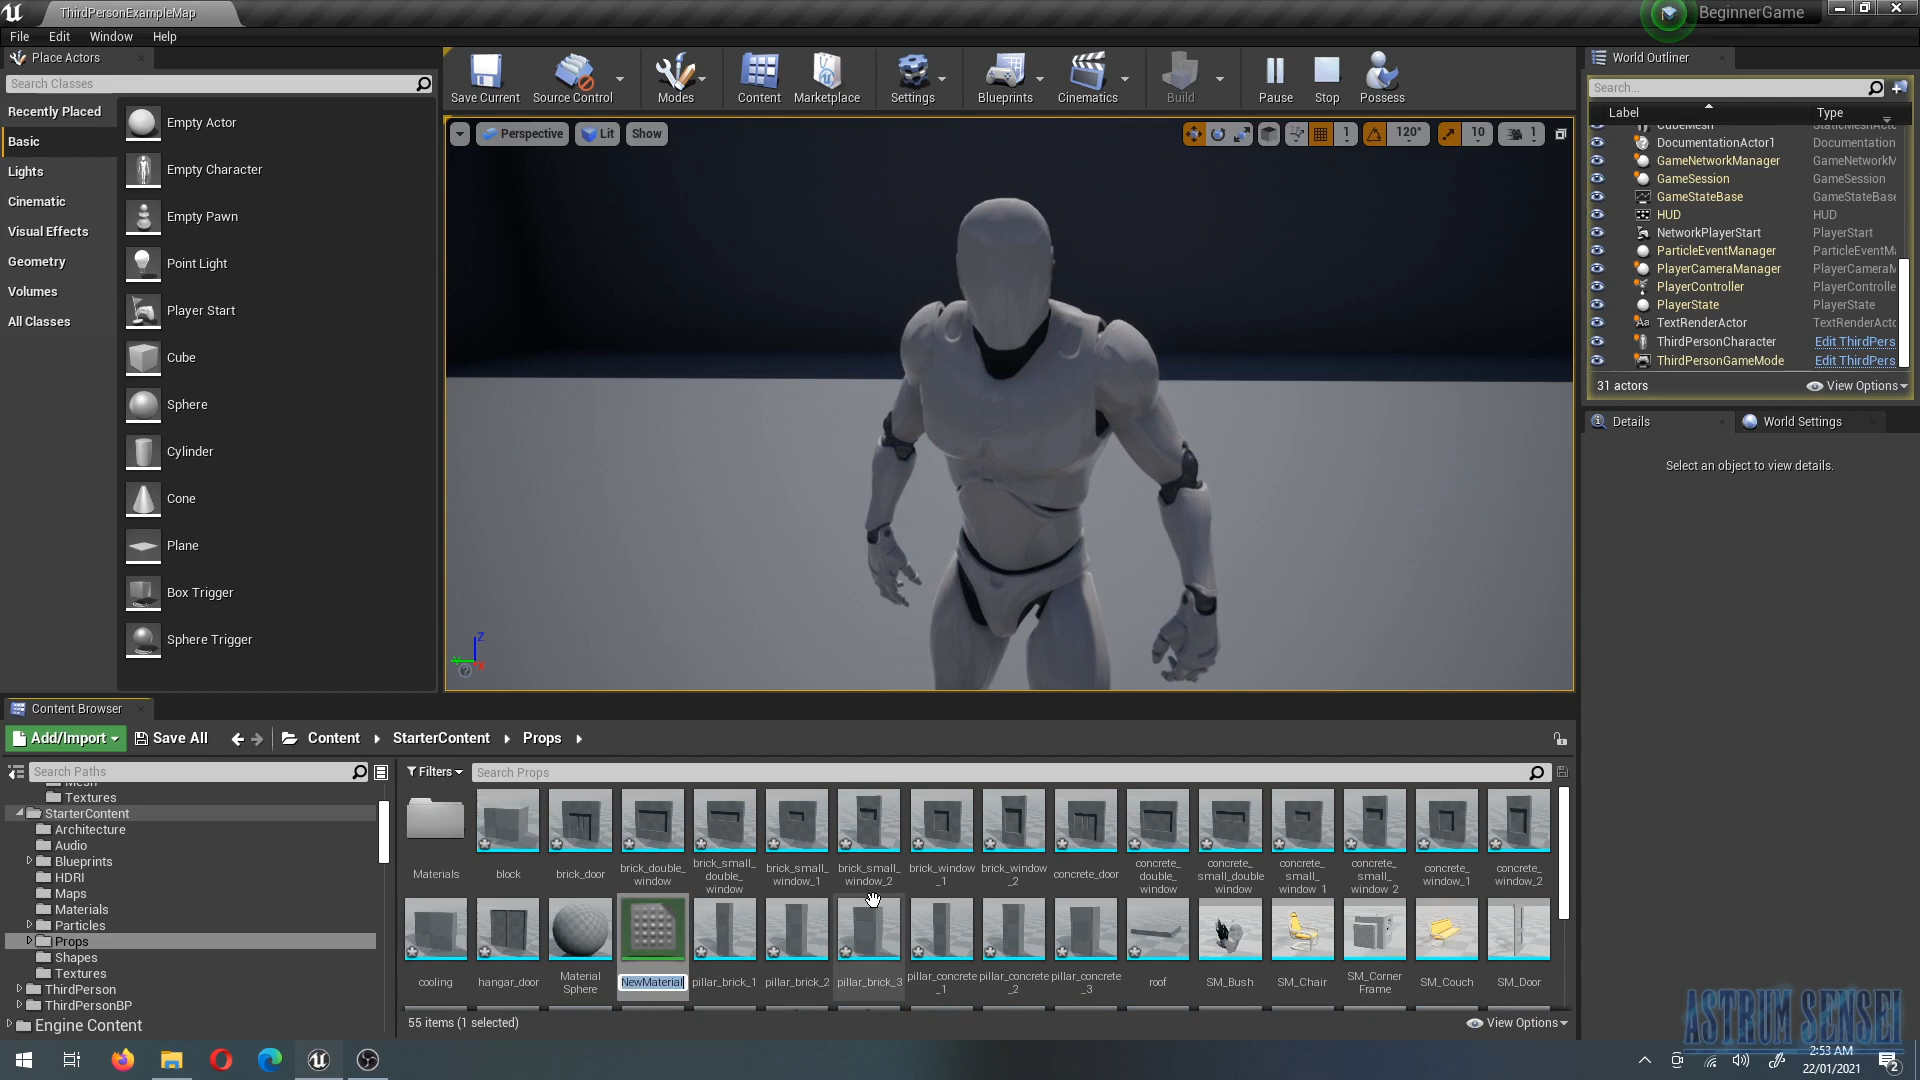 ThirdPersonExampleMap
BeginnerGame
File Edit Window Help
Place Actors
Search Classes
Recently Placed
Basic
Lights
Cinematic
Visual Effects
Geometry
Volumes
All Classes
Empty Actor
Empty Character
Empty Pawn
Point Light
Player Start
Cube
Sphere
Cylinder
Cone
Plane
Box Trigger
Sphere Trigger
Save Current Source Control Modes Content Marketplace Settings Blueprints Cinematics Build Pause Stop Possess
Perspective Lit Show
1 120° 10 1
Z
World Outliner
Search...
Label Type
CubeMesh StaticMeshActo
DocumentationActor1 Documentation
GameNetworkManager GameNetworkM
GameSession GameSession
GameStateBase GameStateBase
HUD HUD
NetworkPlayerStart PlayerStart
ParticleEventManager ParticleEventMa
PlayerCameraManager PlayerCameraM
PlayerController PlayerControlle
PlayerState PlayerState
TextRenderActor TextRenderActo
ThirdPersonCharacter Edit ThirdPers
ThirdPersonGameMode Edit ThirdPers
31 actors View Options
Details World Settings
Select an object to view details.
Content Browser
Add/Import Save All Content StarterContent Props
Search Paths
Mesh
Textures
StarterContent
Architecture
Audio
Blueprints
HDRI
Maps
Materials
Particles
Props
Shapes
Textures
ThirdPerson
ThirdPersonBP
Engine Content
Filters Search Props
Materials block brick_door brick_double_window brick_small_double_window brick_small_window_1 brick_small_window_2 brick_window_1 brick_window_2 concrete_door concrete_double_window concrete_small_double_window concrete_small_window_1 concrete_small_window_2 concrete_window_1 concrete_window_2
cooling hangar_door Material Sphere NewMaterial pillar_brick_1 pillar_brick_2 pillar_brick_3 pillar_concrete_1 pillar_concrete_2 pillar_concrete_3 roof SM_Bush SM_Chair SM_Corner Frame SM_Couch SM_Door
55 items (1 selected) View Options
ASTRUM SENSEI
2:53 AM
22/01/2021
2